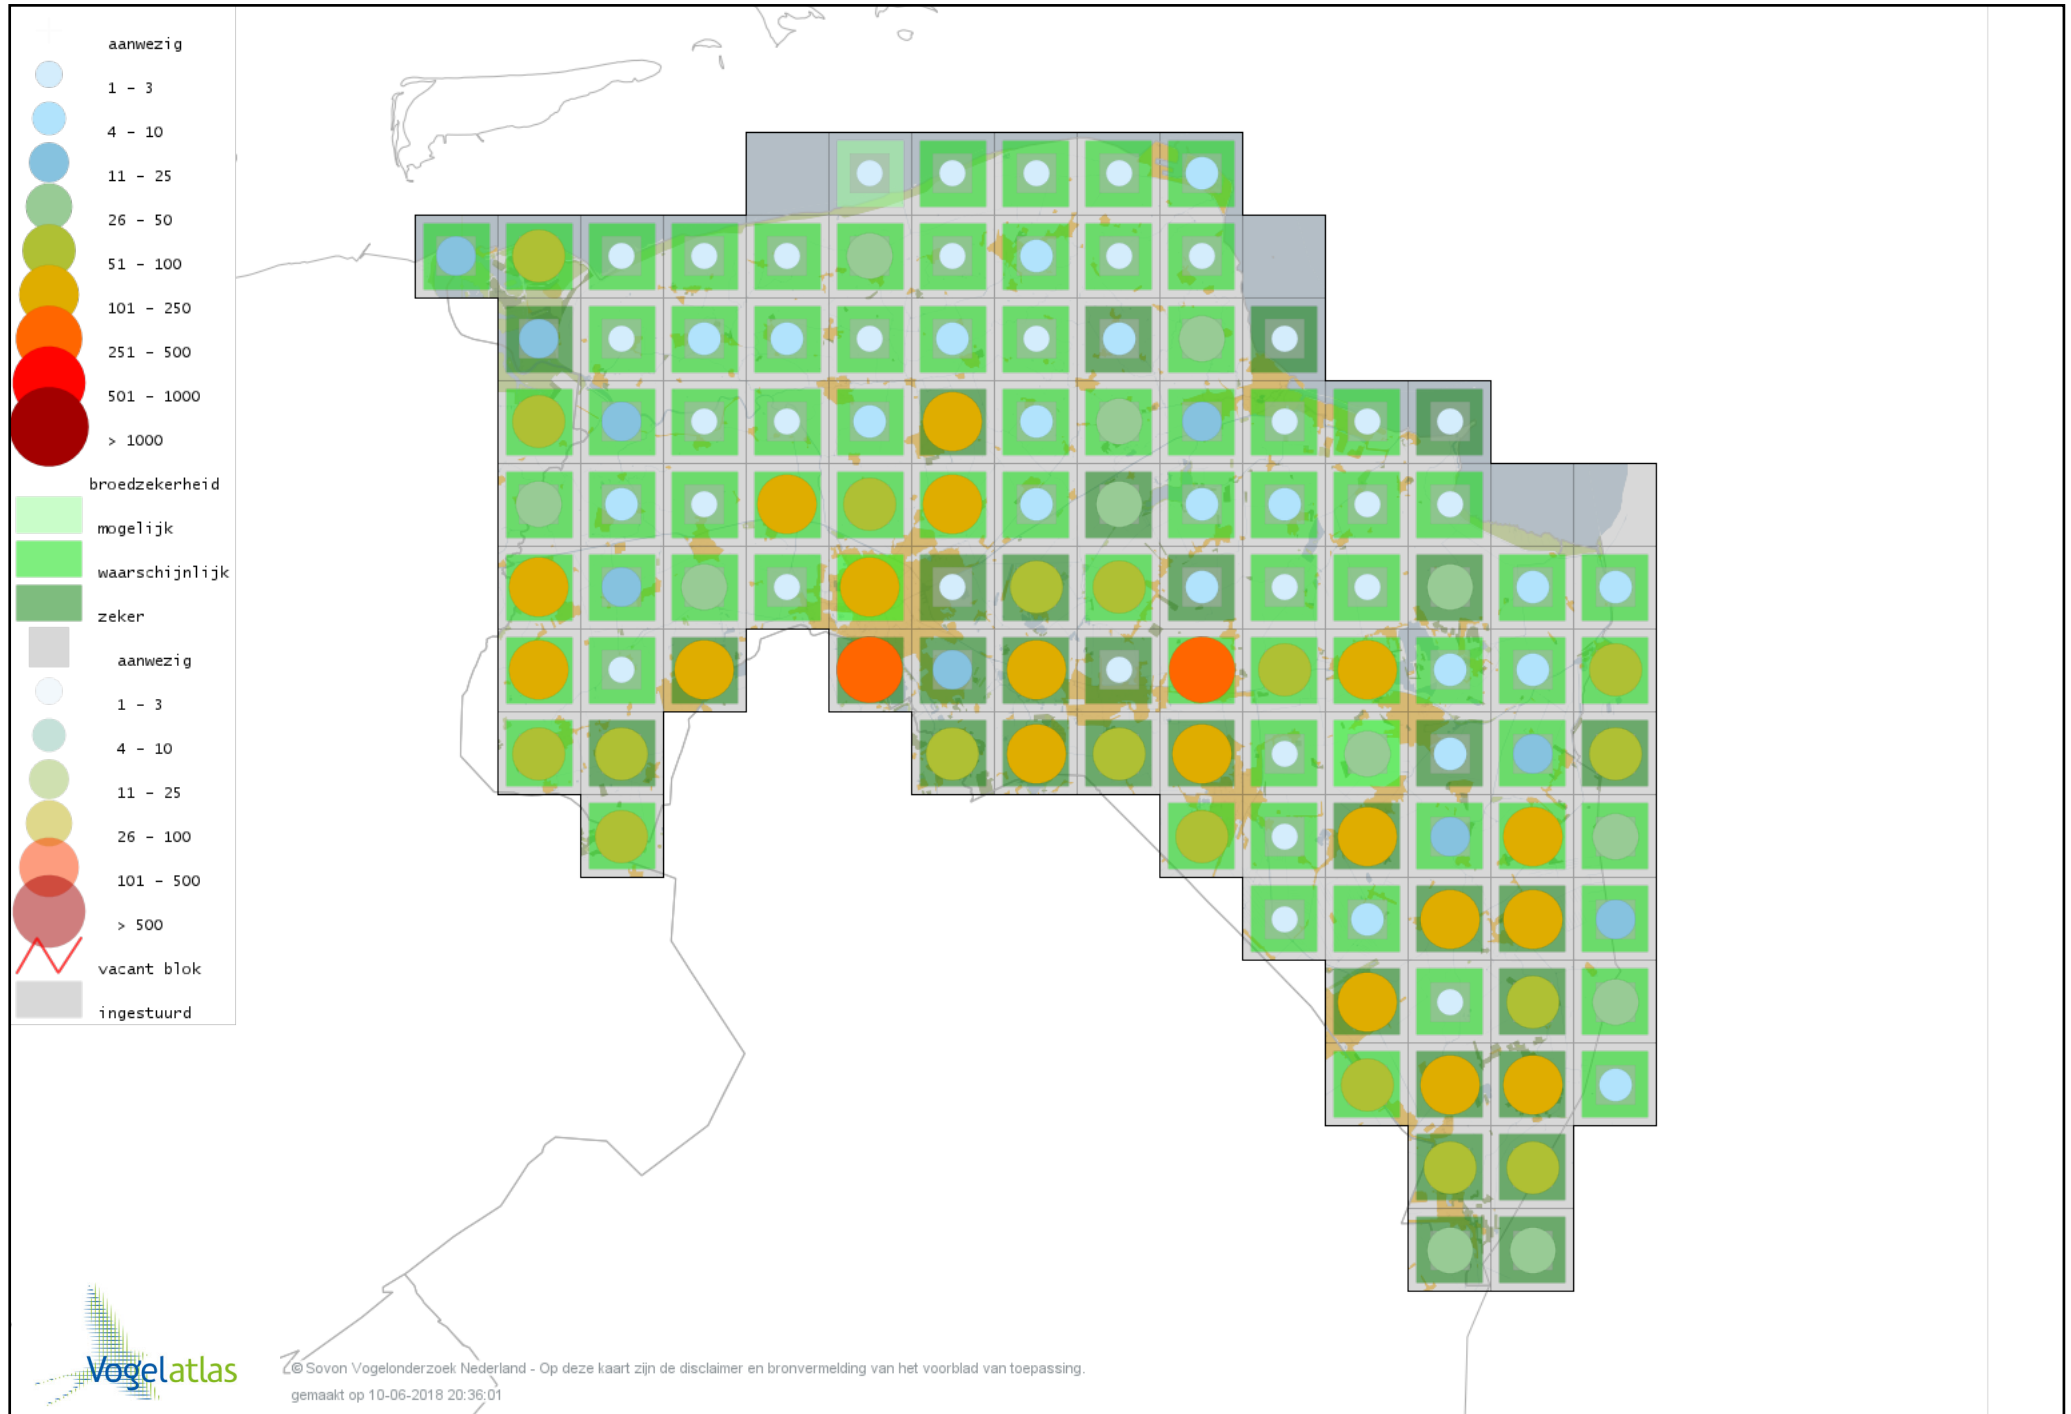 aanwezig
1 - 3
4 - 10
11 - 25
26 - 50
51 - 100
101 - 250
251 - 500
501 - 1000
> 1000
broedzekerheid
mogelijk
waarschijnlijk
zeker
aanwezig
1 - 3
4 - 10
11 - 25
26 - 100
101 - 500
> 500
vacant blok
ingestuurd
Vogelatlas
© Sovon Vogelonderzoek Nederland - Op deze kaart zijn de disclaimer en bronvermelding van het voorblad van toepassing.
gemaakt op 10-06-2018 20:36:01